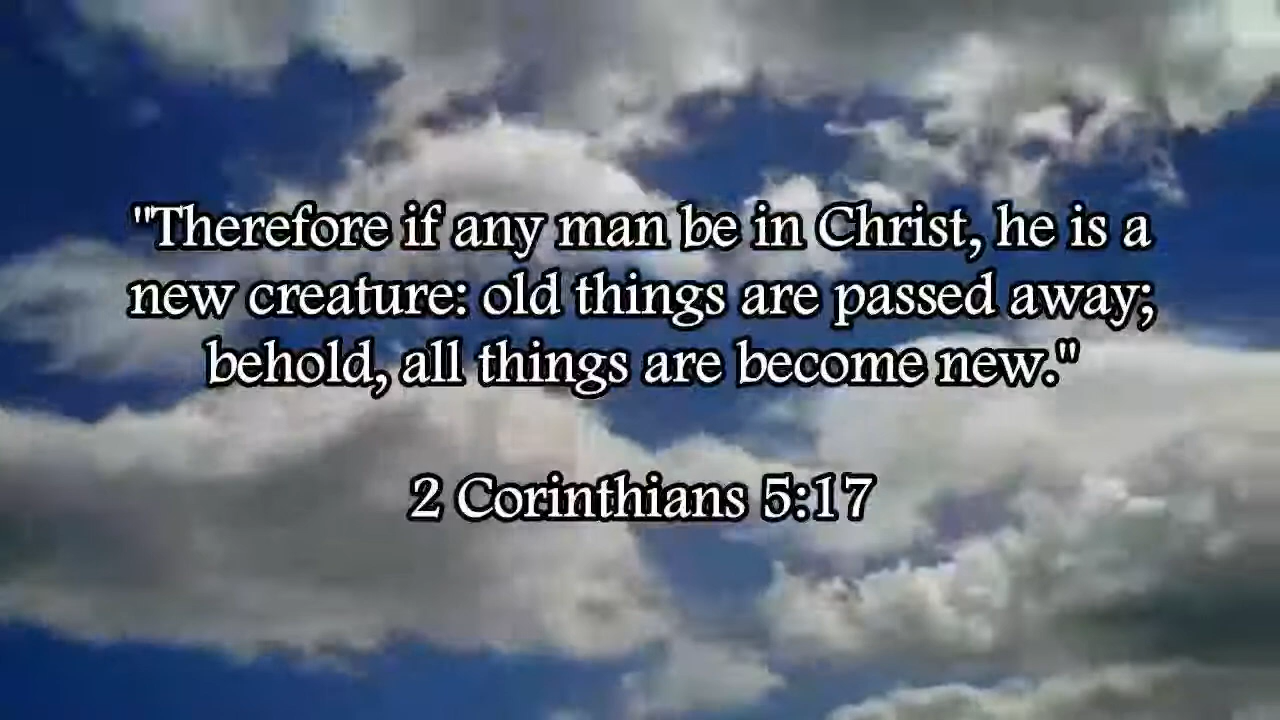 "Therefore if any man be in Christ, he is a
new creature: old things are passed away;
behold, all things are become new."
2 Corinthians 5:17